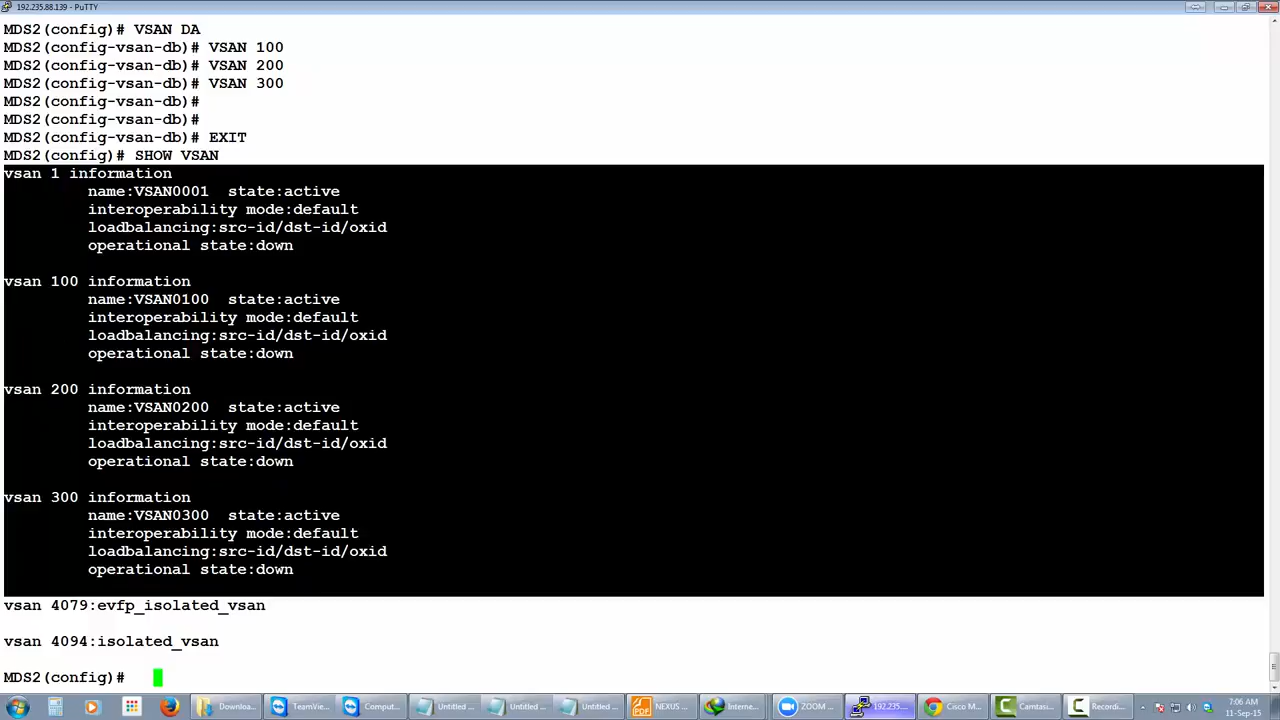 192.235.88.139 - PuTTY
MDS2(config)# VSAN DA
MDS2(config-vsan-db)# VSAN 100
MDS2(config-vsan-db)# VSAN 200
MDS2(config-vsan-db)# VSAN 300
MDS2(config-vsan-db)#
MDS2(config-vsan-db)#
MDS2(config-vsan-db)# EXIT
MDS2(config)# SHOW VSAN
vsan 1 information
name:VSAN0001  state:active
interoperability mode:default
loadbalancing:src-id/dst-id/oxid
operational state:down
vsan 100 information
name:VSAN0100  state:active
interoperability mode:default
loadbalancing:src-id/dst-id/oxid
operational state:down
vsan 200 information
name:VSAN0200  state:active
interoperability mode:default
loadbalancing:src-id/dst-id/oxid
operational state:down
vsan 300 information
name:VSAN0300  state:active
interoperability mode:default
loadbalancing:src-id/dst-id/oxid
operational state:down
vsan 4079:evfp_isolated_vsan
vsan 4094:isolated_vsan
MDS2(config)#
Downloa... TeamVie... Comput... Untitled ... Untitled ... Untitled ... NEXUS ... Interne... ZOOM ... 192.235.... Cisco M... Camtasi... Recordi... 7:06 AM
11-Sep-15